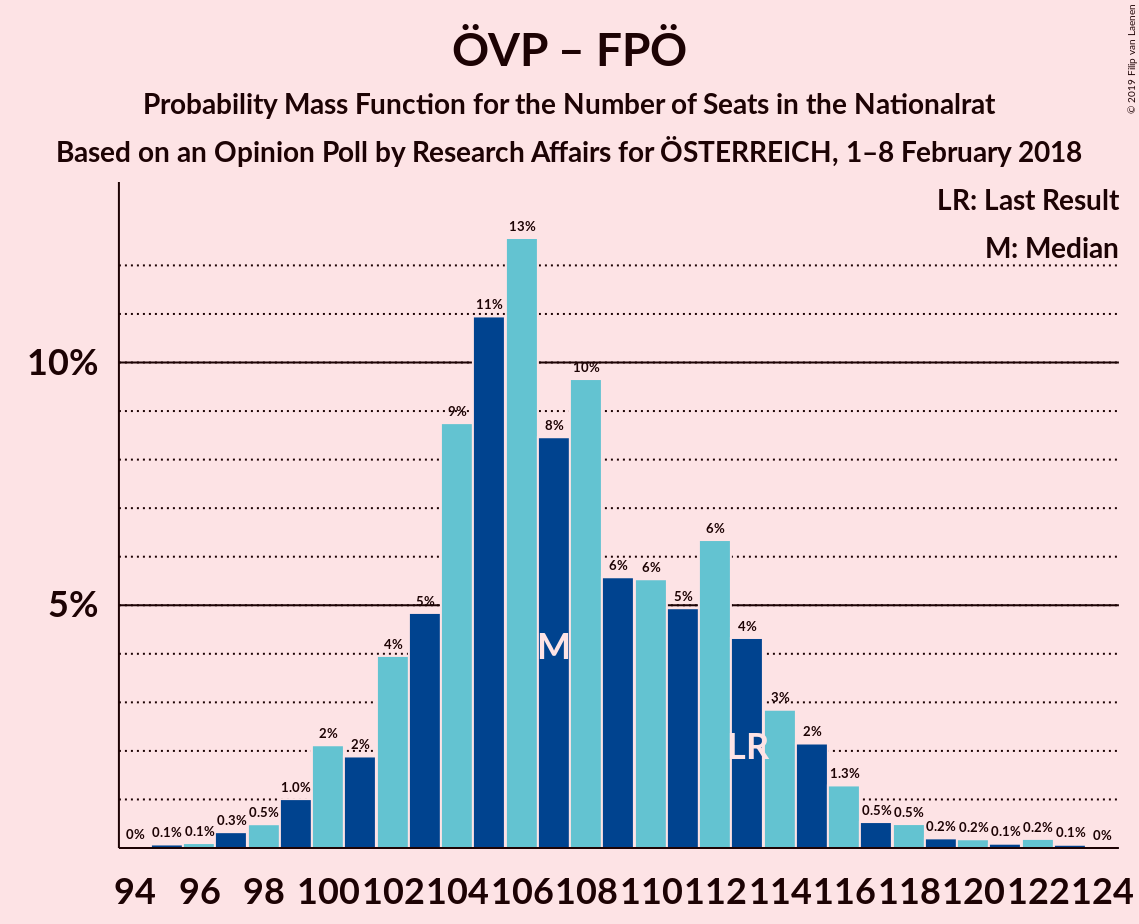 ÖVP – FPÖ
Probability Mass Function for the Number of Seats in the Nationalrat
Based on an Opinion Poll by Research Affairs for ÖSTERREICH, 1–8 February 2018
© 2019 Filip van Laenen
LR: Last Result
M: Median
13%
11%
10%
10%
9%
8%
6%
6%
6%
5%
5%
5%
4%
4%
M
3%
2%
2%
2%
LR
1.3%
1.0%
0% 0.1% 0.1% 0.3% 0.5%
0.5% 0.5% 0.2% 0.2% 0.1% 0.2% 0.1% 0%
94 96 98 100 102 104 106 108 110 112 114 116 118 120 122 124